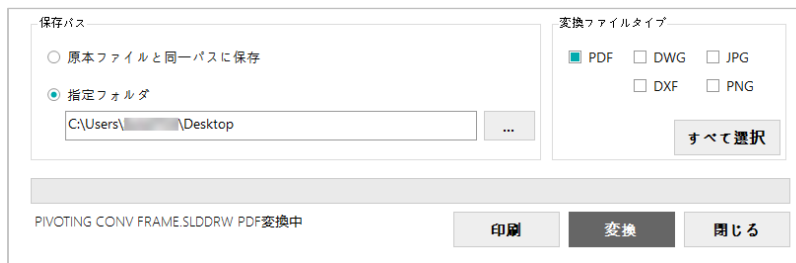 保存パス
原本ファイルと同一パスに保存
指定フォルダ
C:\Users\ \Desktop
...
変換ファイルタイプ
PDF DWG JPG
DXF PNG
すべて選択
PIVOTING CONV FRAME.SLDDRW PDF変換中
印刷 変換 閉じる